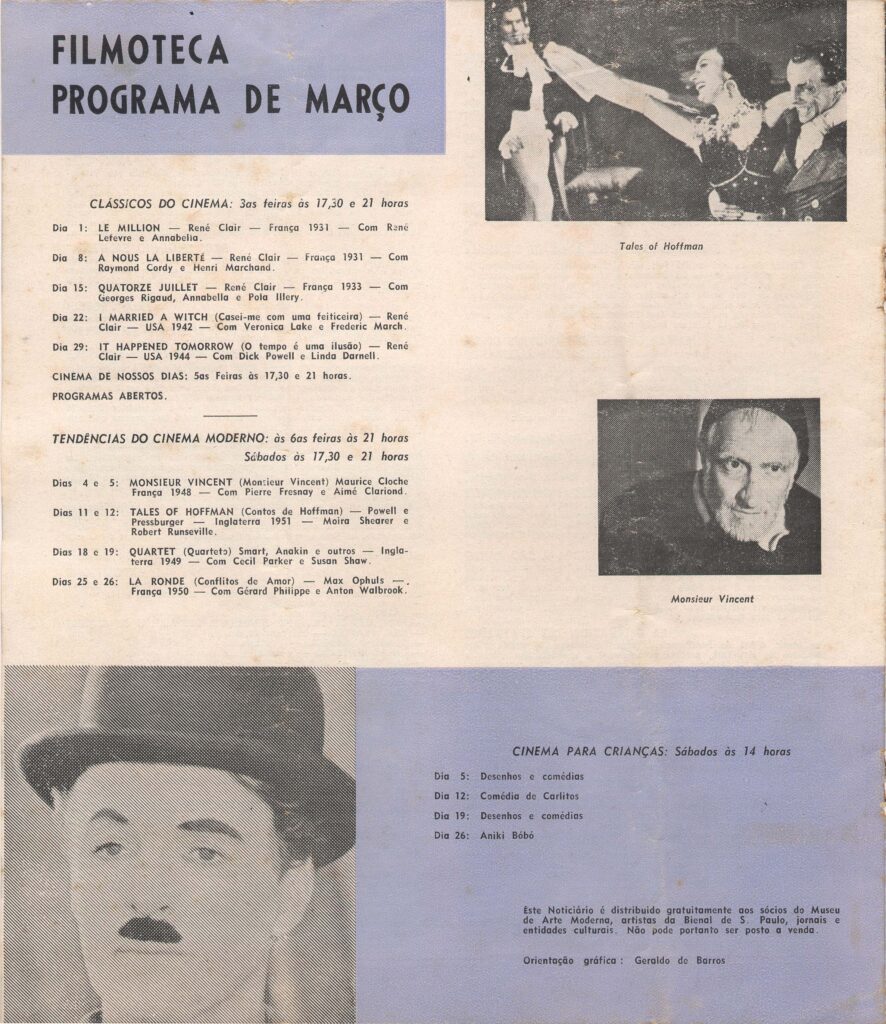 FILMOTECA
PROGRAMA DE MARÇO
CLÁSSICOS DO CINEMA: 3as feiras às 17,30 e 21 horas
Dia 1: LE MILLION — René Clair — França 1931 — Com René
Lefevre e Annabella.
Dia 8: A NOUS LA LIBERTÉ — René Clair — França 1931 — Com
Raymond Cordy e Henri Marchand.
Dia 15: QUATORZE JUILLET — René Clair — França 1933 — Com
Georges Rigaud, Annabella e Pola Illery.
Dia 22: I MARRIED A WITCH (Casei-me com uma feiticeira) — René
Clair — USA 1942 — Com Veronica Lake e Frederic March.
Dia 29: IT HAPPENED TOMORROW (O tempo é uma ilusão) — René
Clair — USA 1944 — Com Dick Powell e Linda Darnell.
CINEMA DE NOSSOS DIAS: 5as Feiras às 17,30 e 21 horas.
PROGRAMAS ABERTOS.
TENDÊNCIAS DO CINEMA MODERNO: às 6as feiras às 21 horas
Sábados às 17,30 e 21 horas
Dias 4 e 5: MONSIEUR VINCENT (Monsieur Vincent) Maurice Cloche
França 1948 — Com Pierre Fresnay e Aimé Clariond.
Dias 11 e 12: TALES OF HOFFMAN (Contos de Hoffman) — Powell e
Pressburger — Inglaterra 1951 — Moira Shearer e
Robert Runseville.
Dias 18 e 19: QUARTET (Quarteto) Smart, Anakin e outros — Ingla-
terra 1949 — Com Cecil Parker e Susan Shaw.
Dias 25 e 26: LA RONDE (Conflitos de Amor) — Max Ophuls —
França 1950 — Com Gérard Philippe e Anton Walbrook.
Tales of Hoffman
Monsieur Vincent
CINEMA PARA CRIANÇAS: Sábados às 14 horas
Dia 5: Desenhos e comédias
Dia 12: Comédia de Carlitos
Dia 19: Desenhos e comédias
Dia 26: Aniki Bóbó
Este Noticiário é distribuido gratuitamente aos sócios do Museu
de Arte Moderna, artistas da Bienal de S. Paulo, jornais e
entidades culturais. Não pode portanto ser posto a venda.
Orientação gráfica : Geraldo de Barros